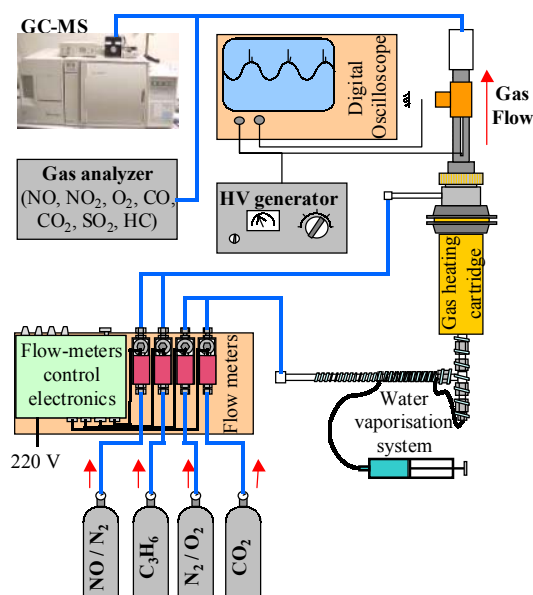 GC-MS
Digital
Oscilloscope
Gas
Flow
Gas analyzer
(NO, NO₂, O₂, CO,
CO₂, SO₂, HC)
HV generator
Gas heating
cartridge
Flow-meters
control
electronics
Flow meters
Water
vaporisation
system
220 V
NO / N₂
C₃H₆
N₂ / O₂
CO₂